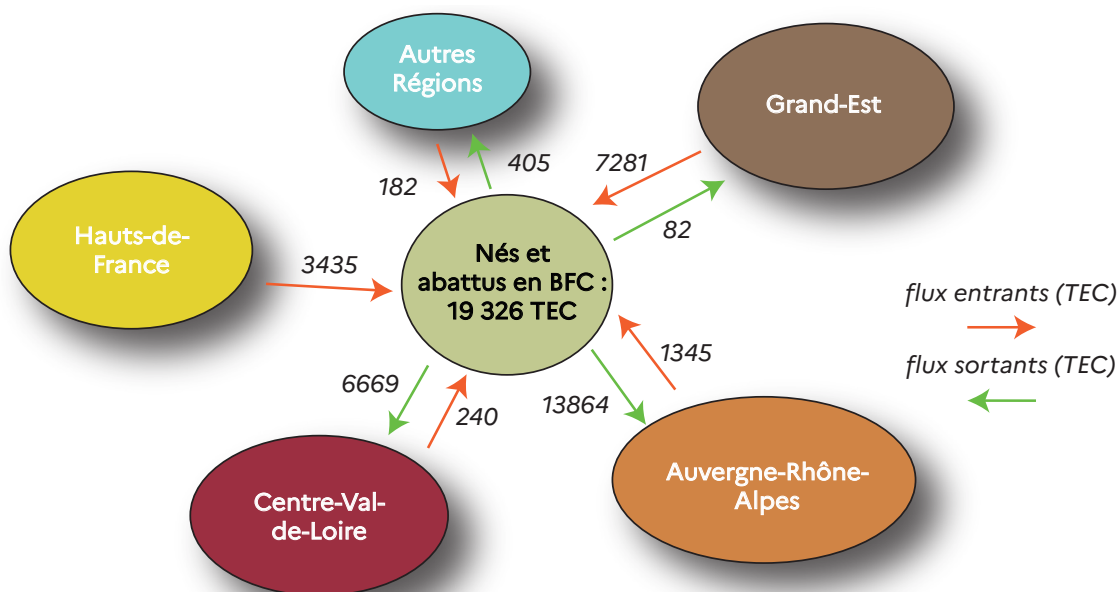 Autres
Régions
Grand-Est
405
7281
182
82
Hauts-de-
France
Nés et
abattus en BFC :
19 326 TEC
3435
flux entrants (TEC)
1345
flux sortants (TEC)
6669
13864
240
Auvergne-Rhône-
Alpes
Centre-Val-
de-Loire